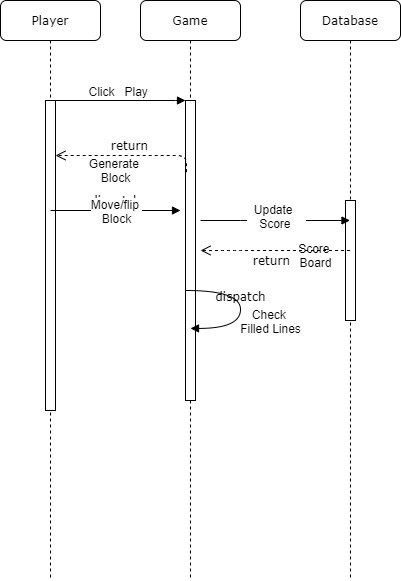 Player
Game
Database
Click Play
return
Generate
Block
Move/flip
Block
Update
Score
Score
return Board
dispatch
Check
Filled Lines